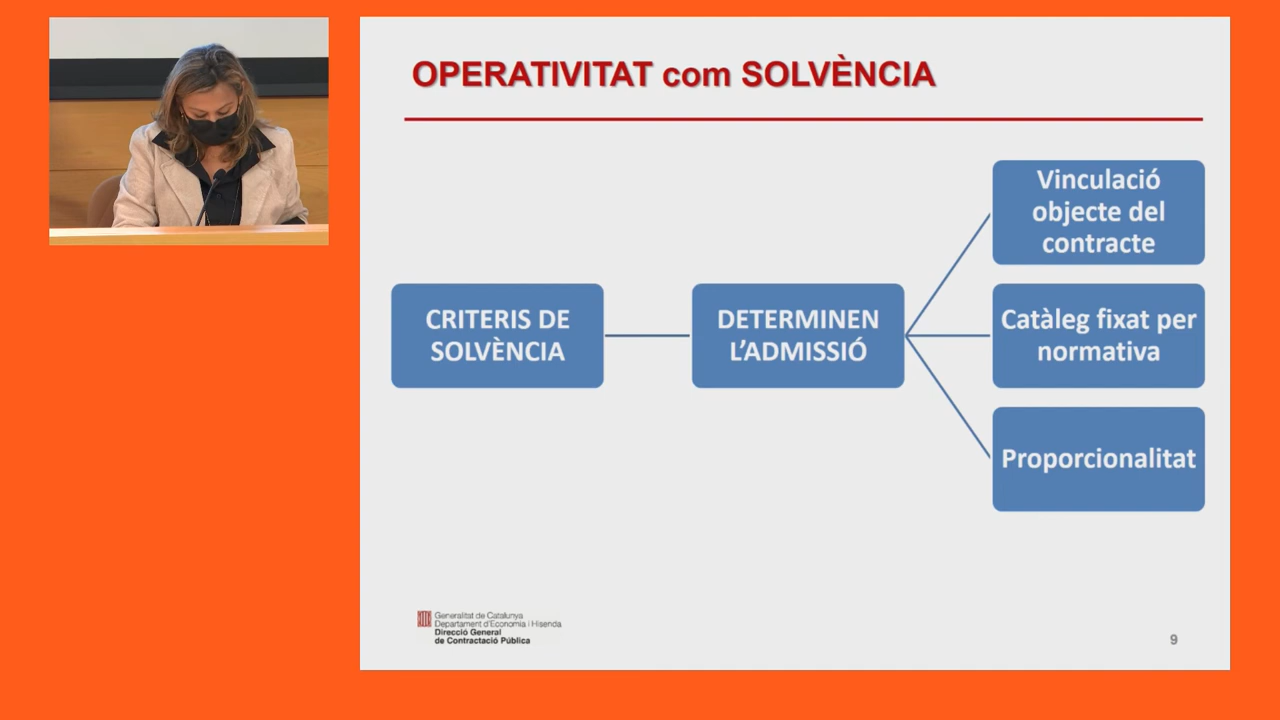 OPERATIVITAT com SOLVÈNCIA
CRITERIS DE
SOLVÈNCIA
DETERMINEN
L'ADMISSIÓ
Vinculació
objecte del
contracte
Catàleg fixat per
normativa
Proporcionalitat
Generalitat de Catalunya
Departament d'Economia i Hisenda
Direcció General
de Contractació Pública
9